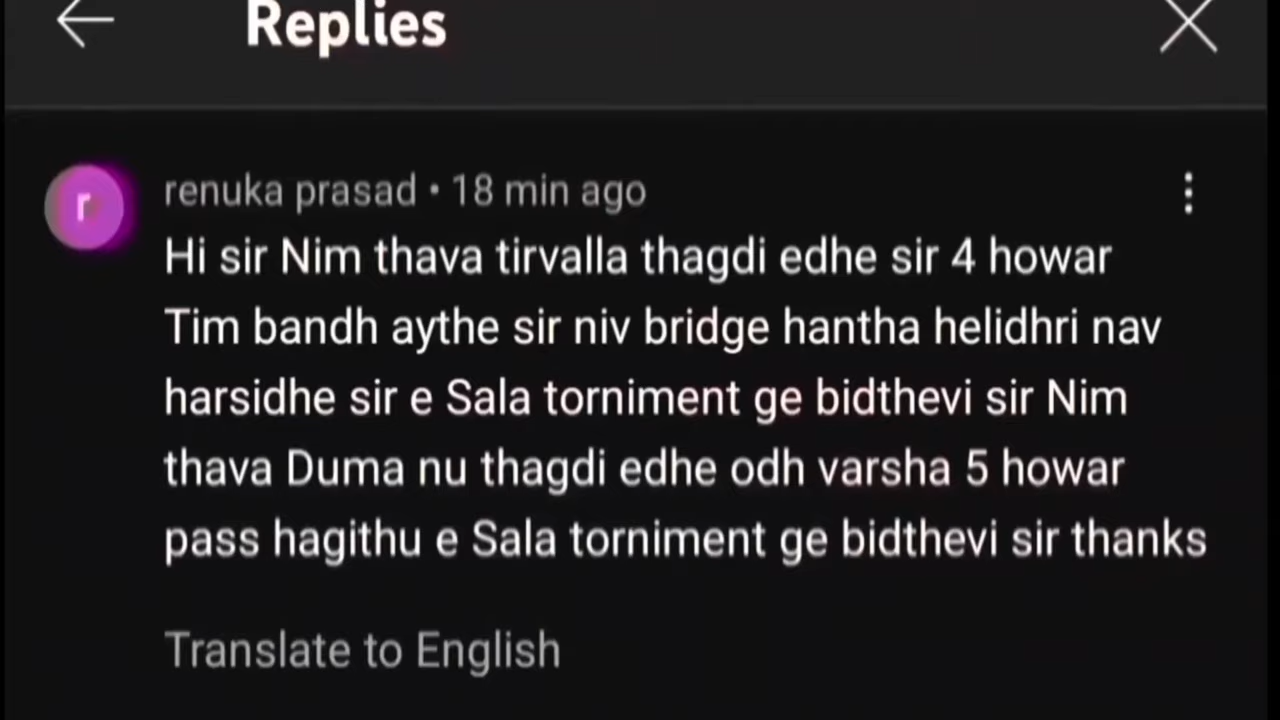 Replies
renuka prasad • 18 min ago
Hi sir Nim thava tirvalla thagdi edhe sir 4 howar
Tim bandh aythe sir niv bridge hantha helidhri nav
harsidhe sir e Sala torniment ge bidthevi sir Nim
thava Duma nu thagdi edhe odh varsha 5 howar
pass hagithu e Sala torniment ge bidthevi sir thanks
Translate to English
r